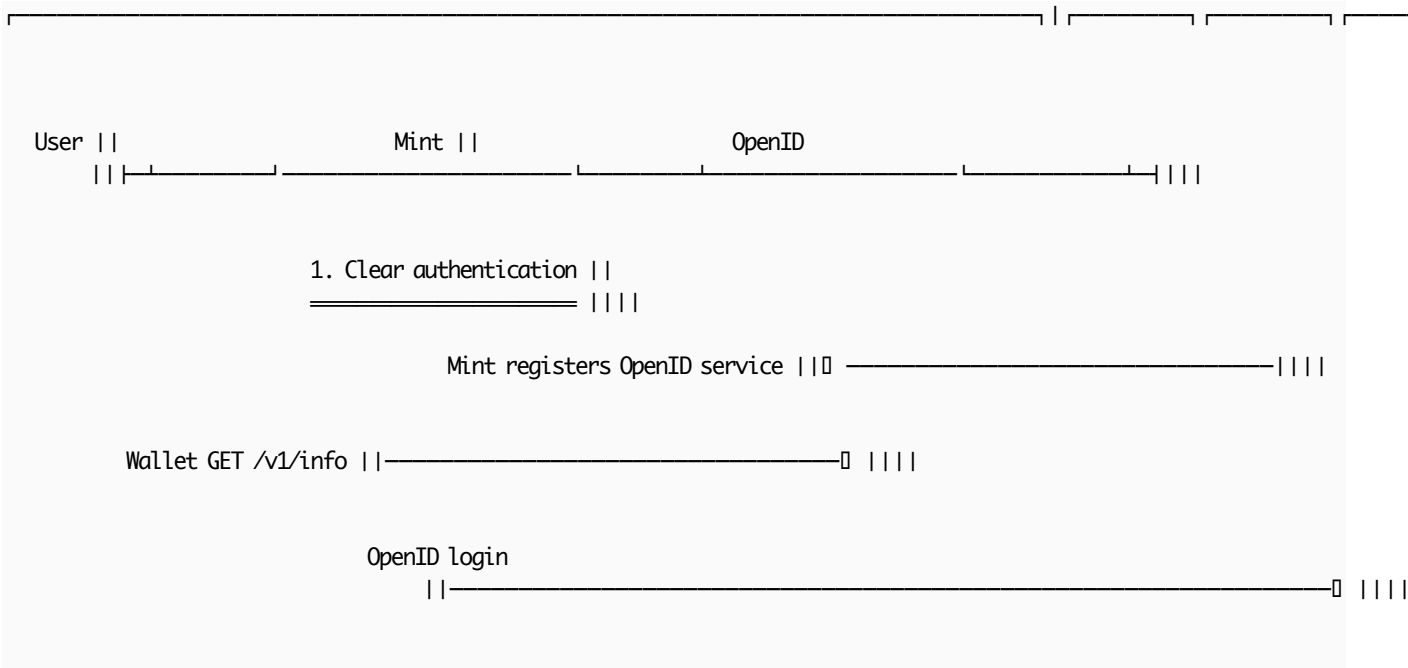 User || Mint || OpenID
1. Clear authentication ||
Mint registers OpenID service ||
Wallet GET /v1/info ||
OpenID login